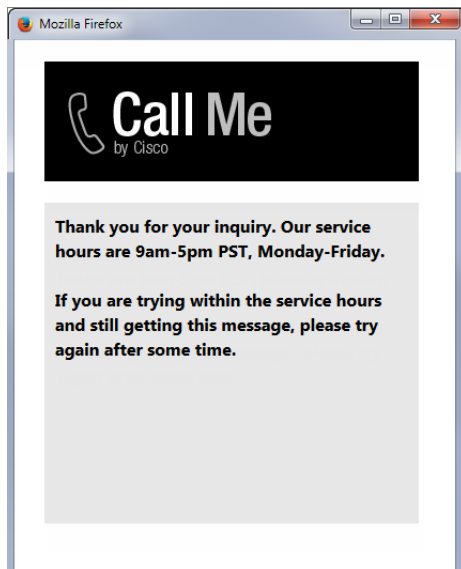 Mozilla Firefox
Call Me
by Cisco
Thank you for your inquiry. Our service
hours are 9am-5pm PST, Monday-Friday.
If you are trying within the service hours
and still getting this message, please try
again after some time.